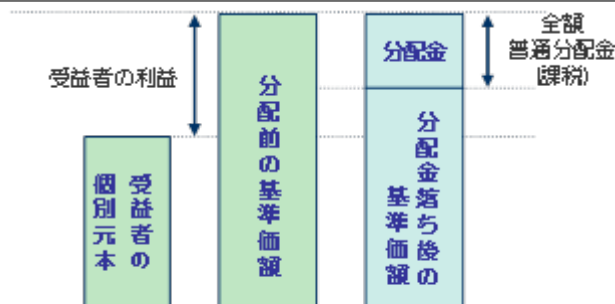 全額
普通分配金
(課税)
分配金
受益者の利益
分配前の基準価額
分配金落ち後の
基準価額
受益者の
個別元本